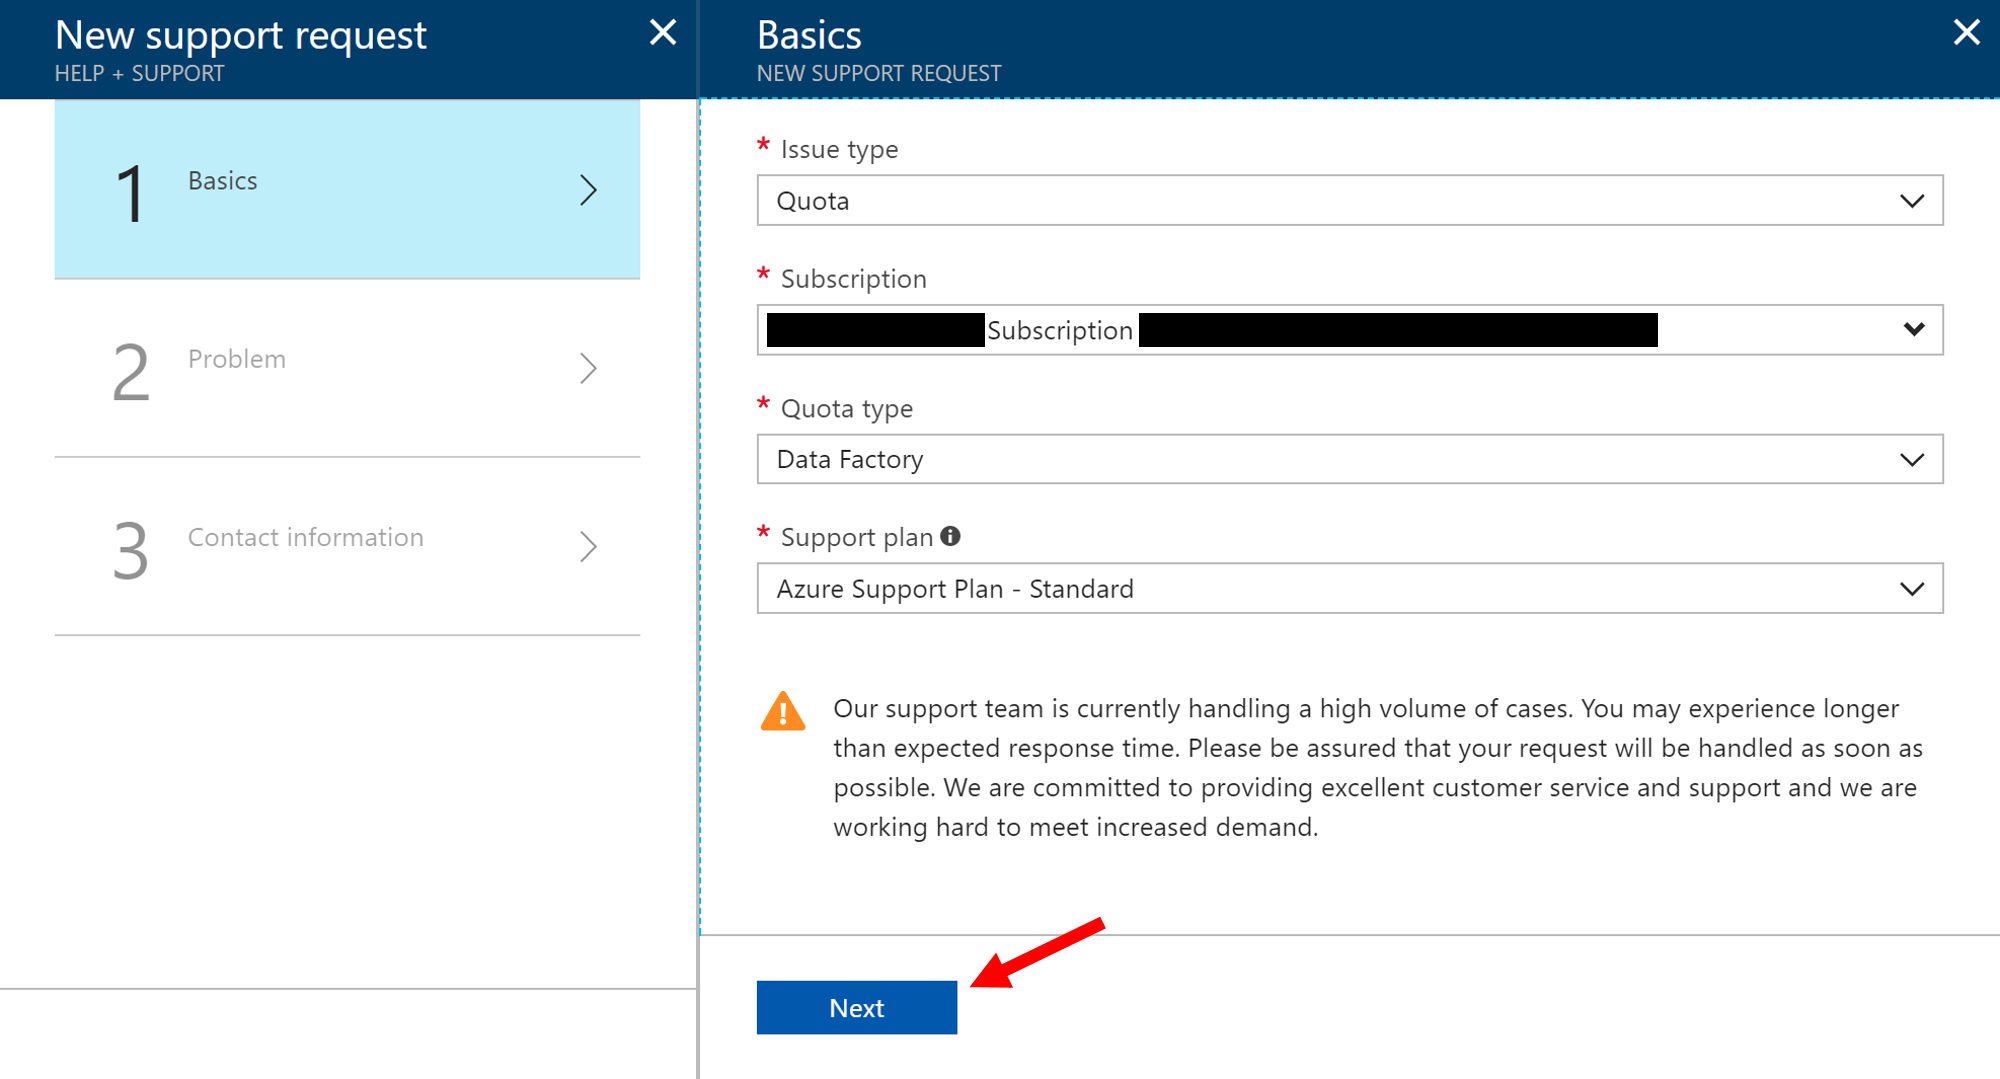 New support request
HELP + SUPPORT
1 Basics
2 Problem
3 Contact information
Basics
NEW SUPPORT REQUEST
* Issue type
Quota
* Subscription
Subscription
* Quota type
Data Factory
* Support plan
Azure Support Plan - Standard
Our support team is currently handling a high volume of cases. You may experience longer
than expected response time. Please be assured that your request will be handled as soon as
possible. We are committed to providing excellent customer service and support and we are
working hard to meet increased demand.
Next